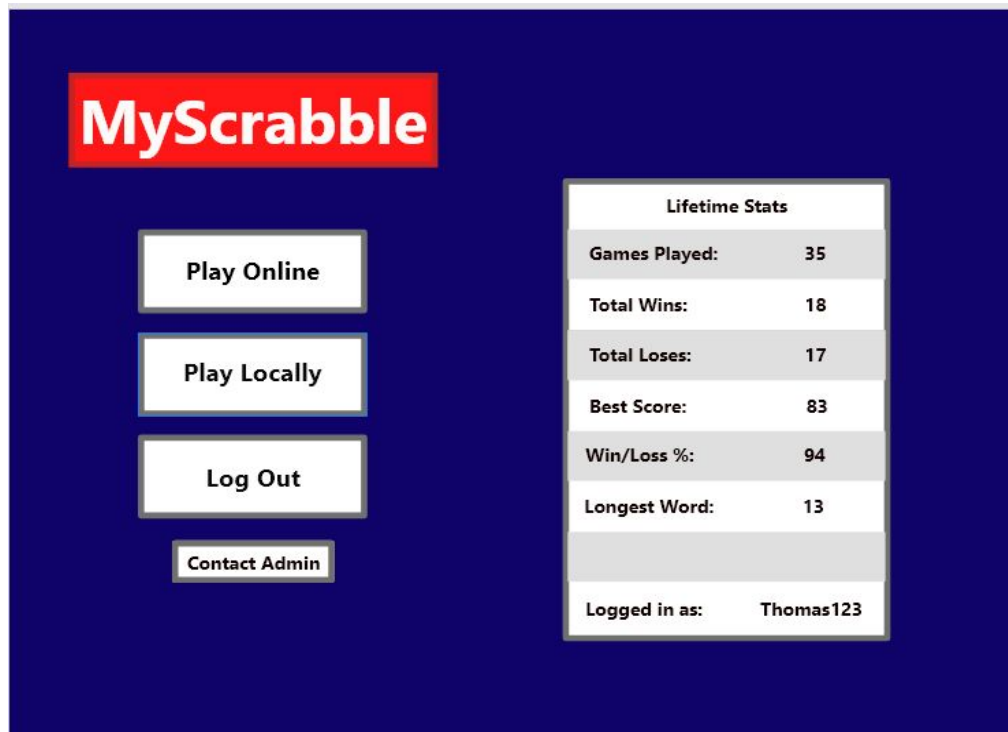 MyScrabble
Play Online
Play Locally
Log Out
Contact Admin
Lifetime Stats
Games Played: 35
Total Wins: 18
Total Loses: 17
Best Score: 83
Win/Loss %: 94
Longest Word: 13
Logged in as: Thomas123